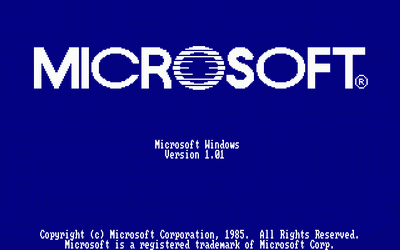 MICROSOFT®
Microsoft Windows
Version 1.01
Copyright (c) Microsoft Corporation, 1985. All Rights Reserved.
Microsoft is a registered trademark of Microsoft Corp.